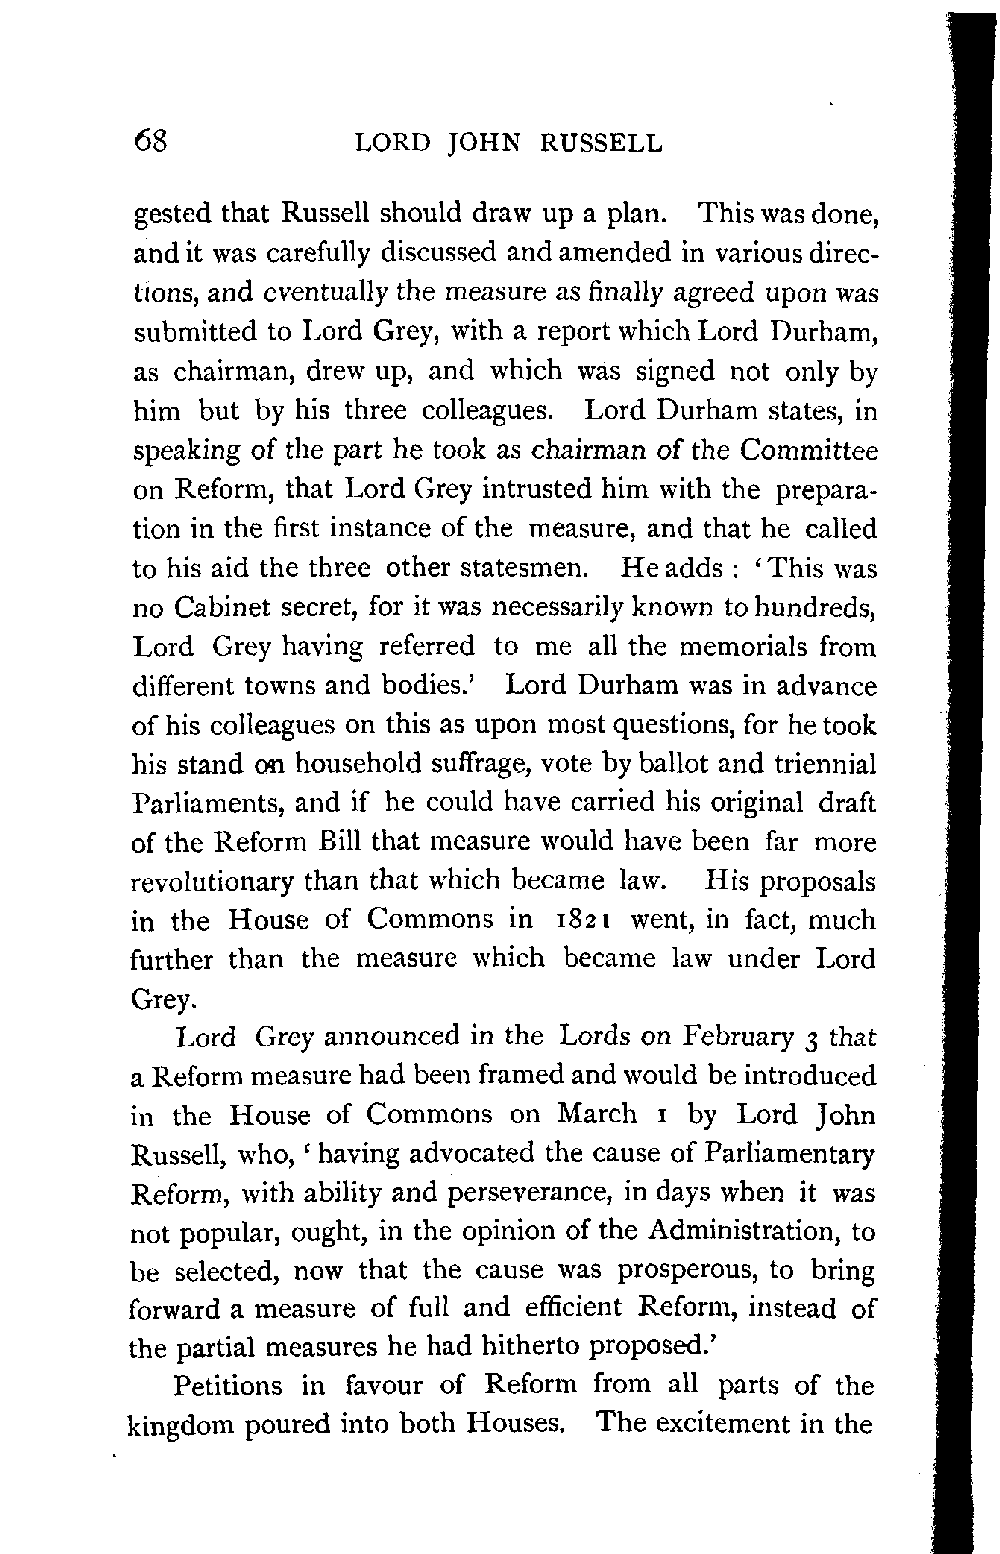 68 LORD JOHN RUSSELL
gested that Russell should draw up a plan. This was done,
and it was carefully discussed and amended in various direc-
tions, and eventually the measure as finally agreed upon was
submitted to Lord Grey, with a report which Lord Durham,
as chairman, drew up, and which was signed not only by
him but by his three colleagues. Lord Durham states, in
speaking of the part he took as chairman of the Committee
on Reform, that Lord Grey intrusted him with the prepara-
tion in the first instance of the measure, and that he called
to his aid the three other statesmen. He adds : ‘This was
no Cabinet secret, for it was necessarily known to hundreds,
Lord Grey having referred to me all the memorials from
different towns and bodies.’ Lord Durham was in advance
of his colleagues on this as upon most questions, for he took
his stand on household suffrage, vote by ballot and triennial
Parliaments, and if he could have carried his original draft
of the Reform Bill that measure would have been far more
revolutionary than that which became law. His proposals
in the House of Commons in 1821 went, in fact, much
further than the measure which became law under Lord
Grey.
Lord Grey announced in the Lords on February 3 that
a Reform measure had been framed and would be introduced
in the House of Commons on March 1 by Lord John
Russell, who, ‘having advocated the cause of Parliamentary
Reform, with ability and perseverance, in days when it was
not popular, ought, in the opinion of the Administration, to
be selected, now that the cause was prosperous, to bring
forward a measure of full and efficient Reform, instead of
the partial measures he had hitherto proposed.’
Petitions in favour of Reform from all parts of the
kingdom poured into both Houses. The excitement in the